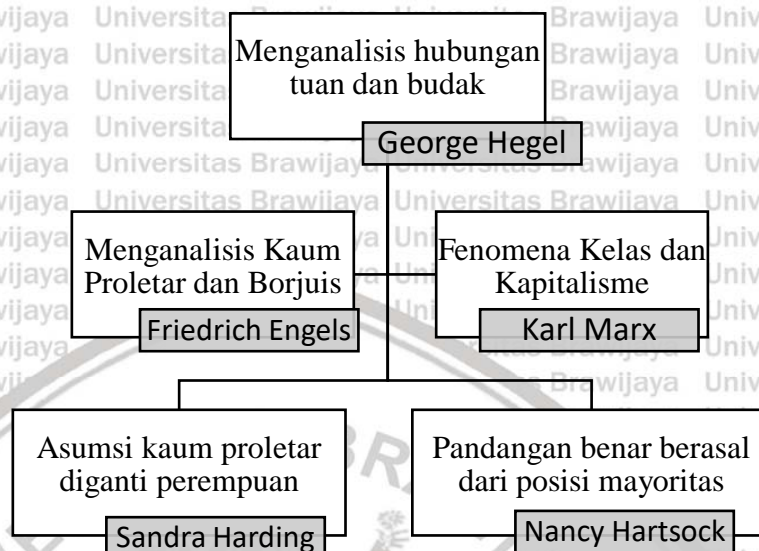 Menganalisis hubungan
tuan dan budak
George Hegel
Menganalisis Kaum
Proletar dan Borjuis
Friedrich Engels
Fenomena Kelas dan
Kapitalisme
Karl Marx
Asumsi kaum proletar
diganti perempuan
Sandra Harding
Pandangan benar berasal
dari posisi mayoritas
Nancy Hartsock